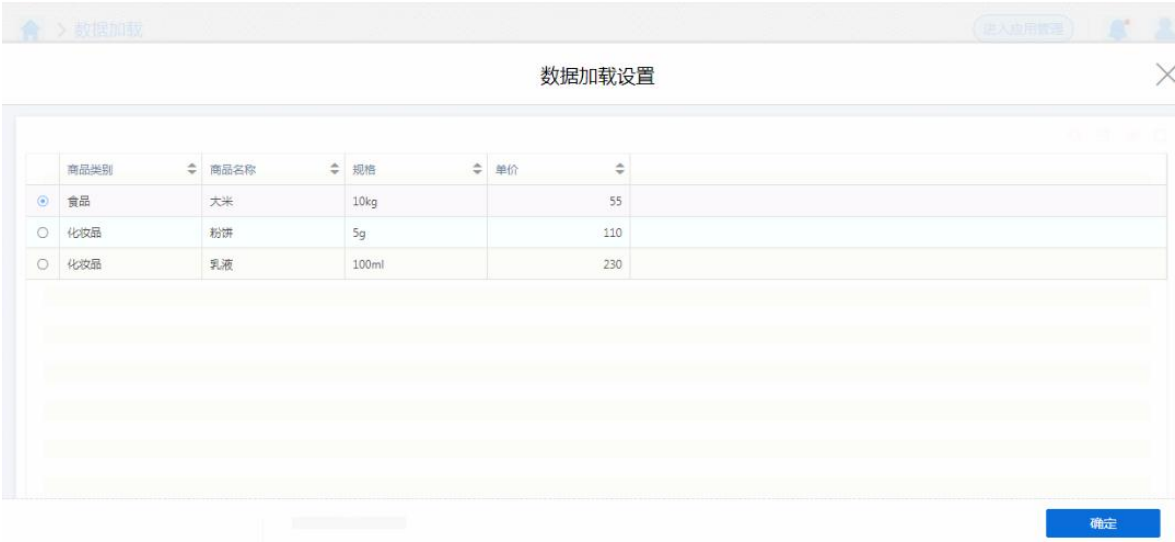 数据加载
进入应用管理
数据加载设置
商品类别 商品名称 规格 单价
食品 大米 10kg 55
化妆品 粉饼 5g 110
化妆品 乳液 100ml 230
确定